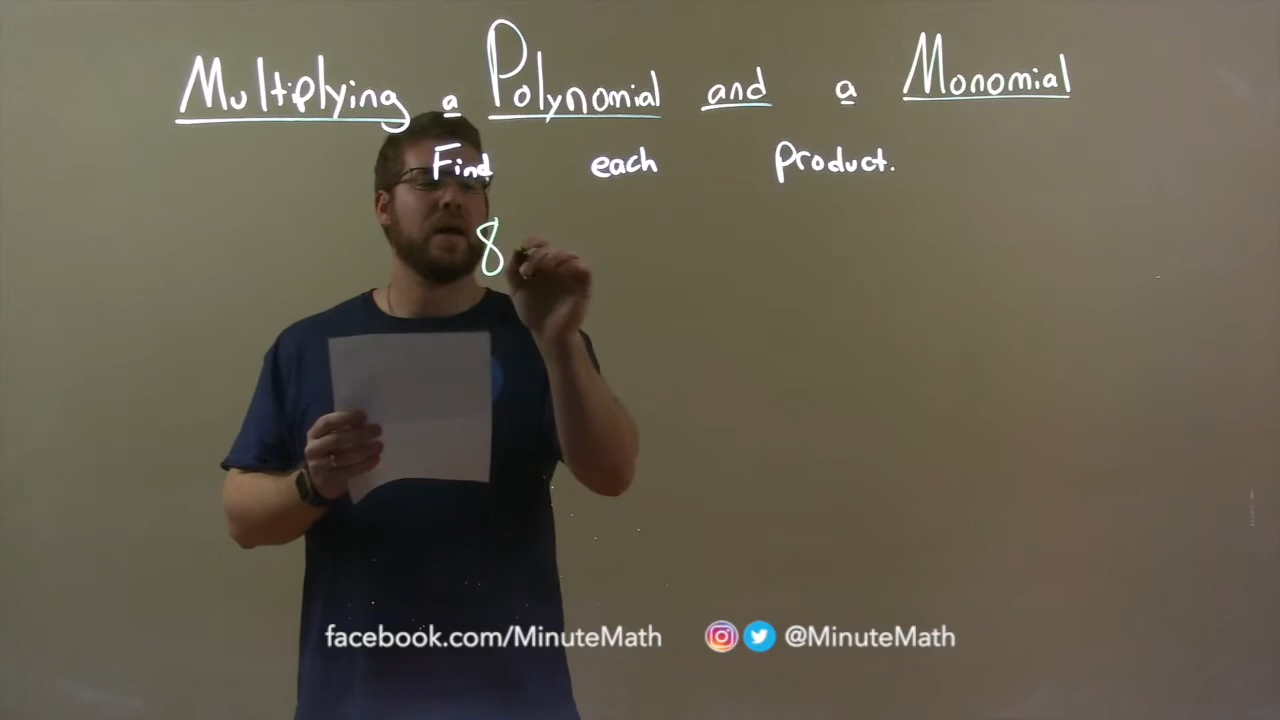 Multiplying a Polynomial and a Monomial
Find each product.
8
facebook.com/MinuteMath @MinuteMath